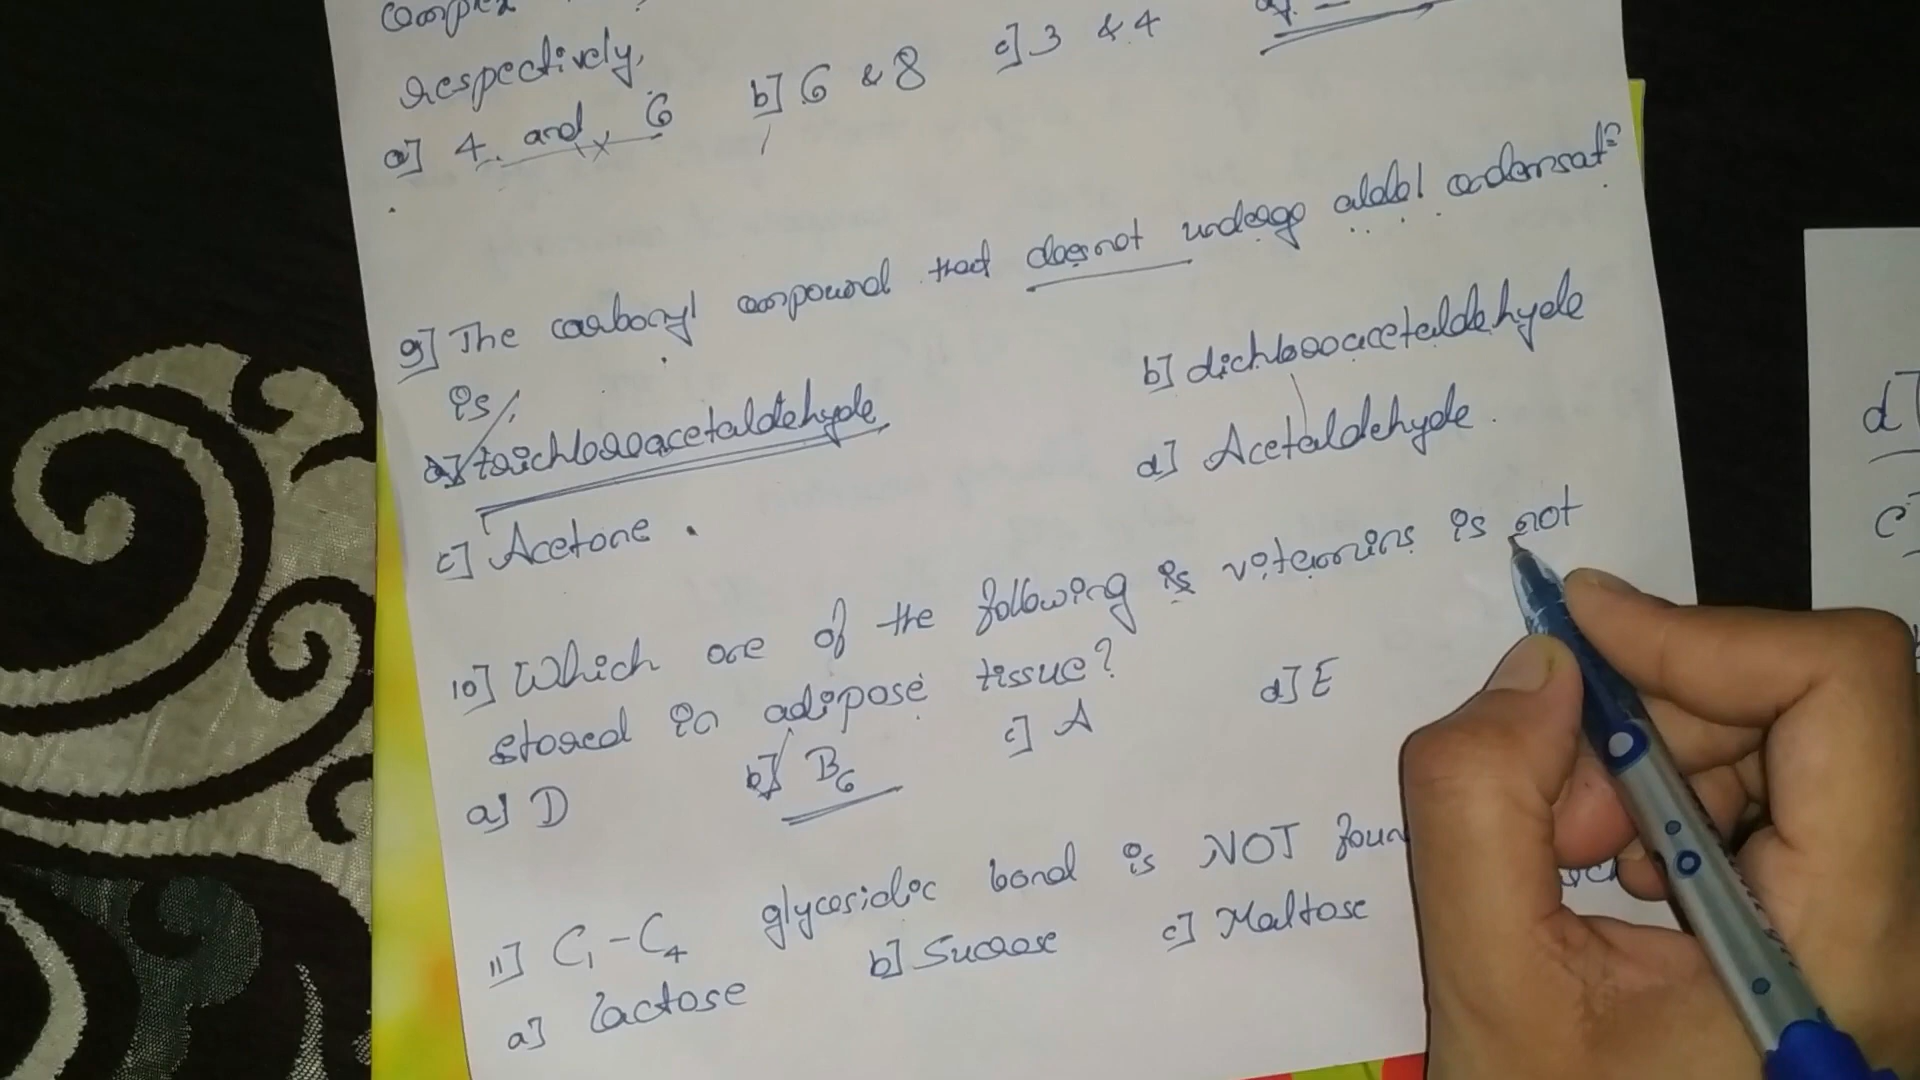 complex
respectively,
a] 4 and 6 b] 6 & 8 c] 3 & 4
9] The carbonyl compound that does not undergo aldol condensat?
is
a] trichloroacetaldehyde b] dichloroacetaldehyde
c] Acetone. d] Acetaldehyde.
10] Which one of the following is vitamins is not
stored in adipose tissue?
a] D b] B6 c] A d] E
11] C1-C4 glycosidic bond is NOT foun
a] lactose b] Sucrose c] Maltose
d]
c]